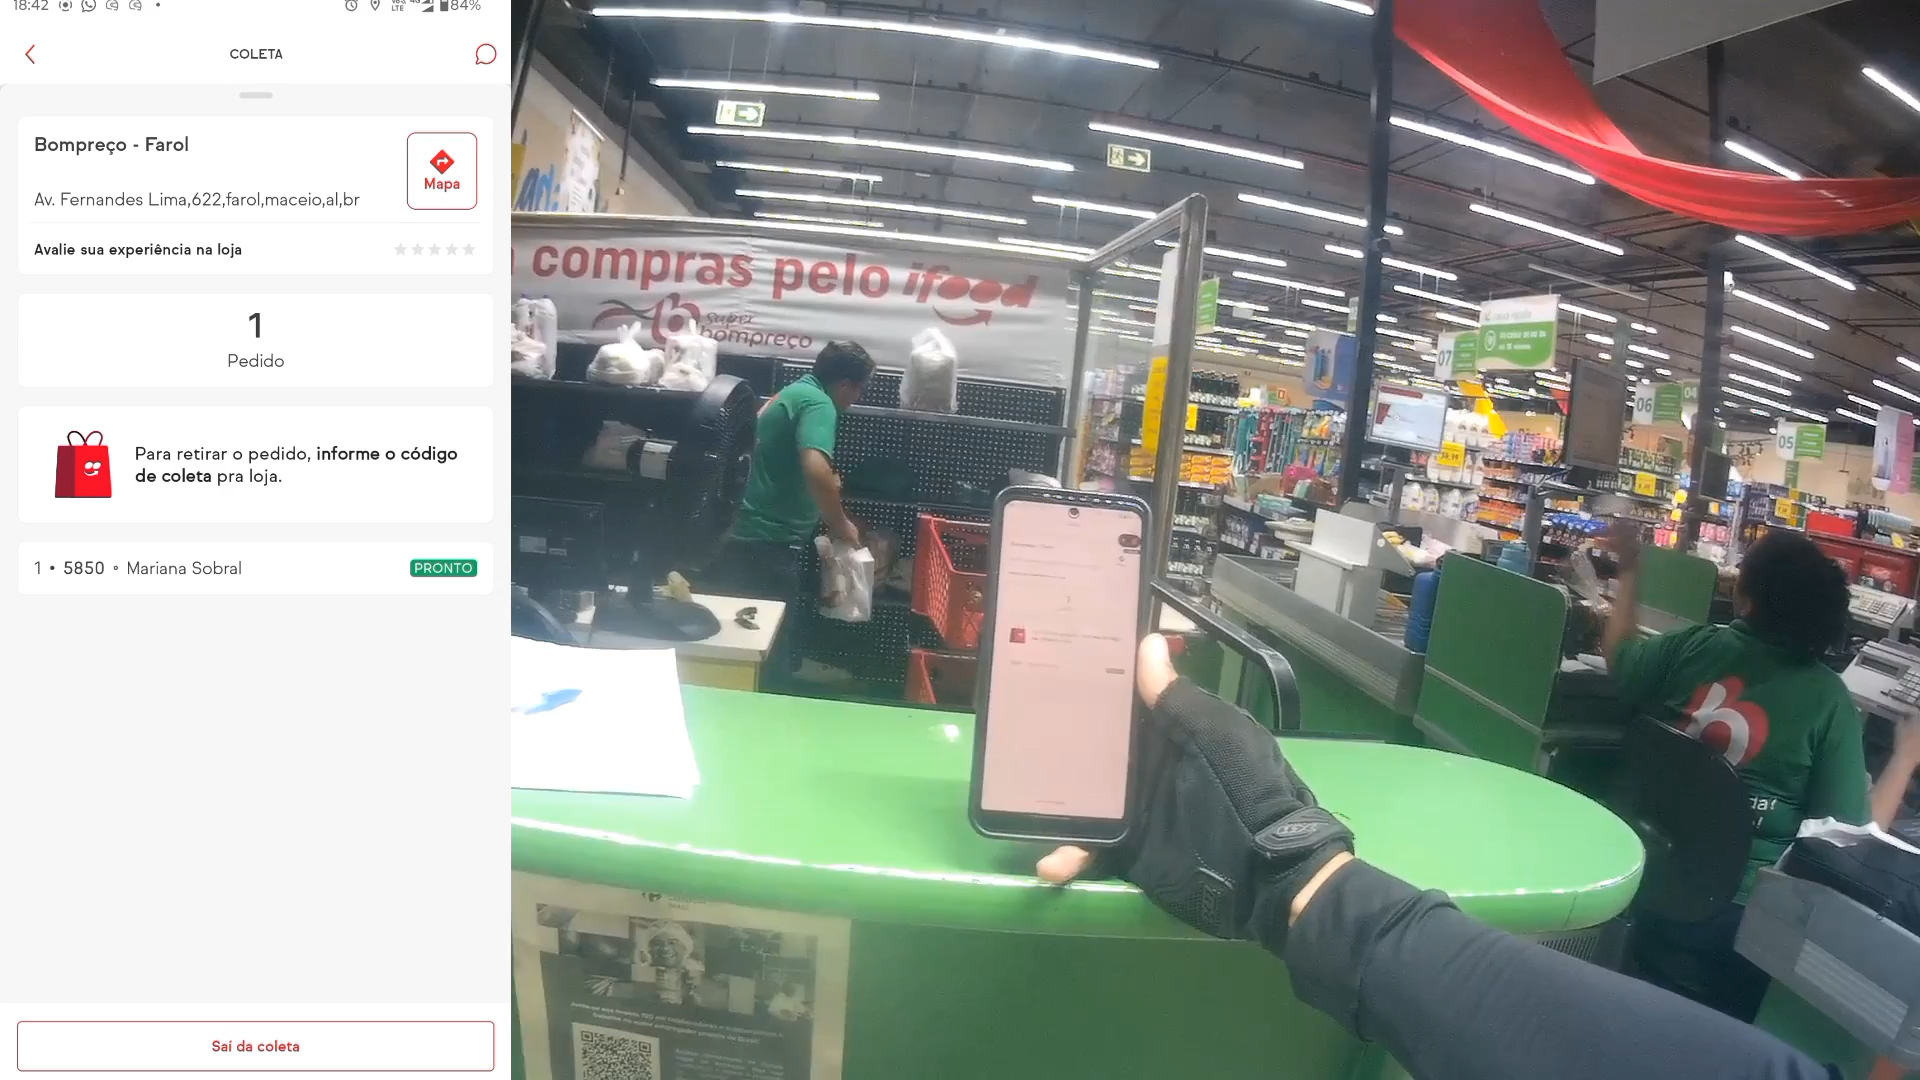 18:42
84%
COLETA
Bompreço - Farol
Mapa
Av. Fernandes Lima,622,farol,maceio,al,br
Avalie sua experiência na loja
1
Pedido
Para retirar o pedido, informe o código
de coleta pra loja.
1 • 5850 ◦ Mariana Sobral
PRONTO
Saí da coleta
compras pelo ifood
super
bompreço
07
06
04
05